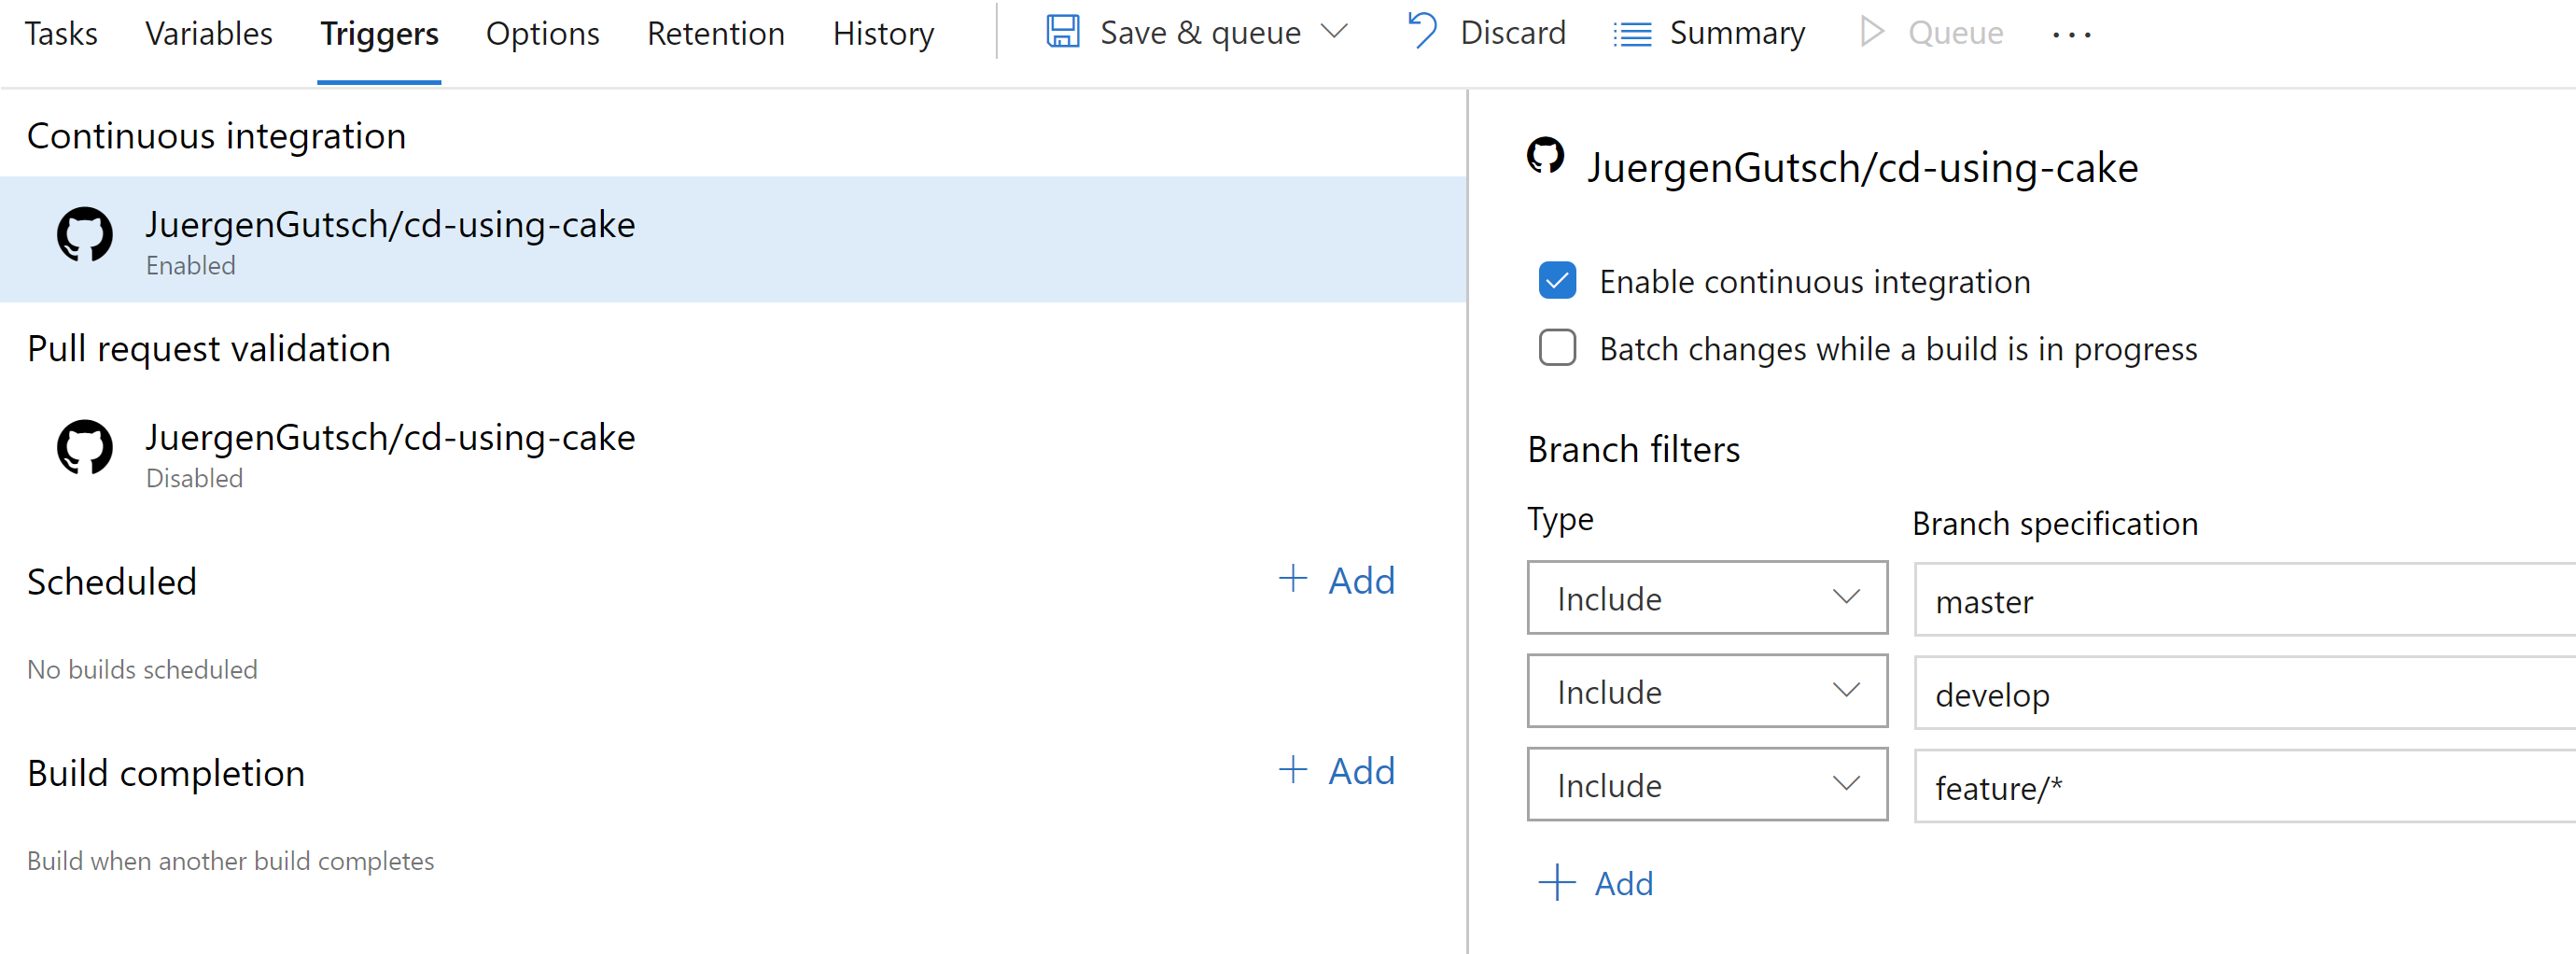 Tasks Variables Triggers Options Retention History Save & queue Discard Summary Queue ...
Continuous integration
JuergenGutsch/cd-using-cake
Enabled
Pull request validation
JuergenGutsch/cd-using-cake
Disabled
Scheduled + Add
No builds scheduled
Build completion + Add
Build when another build completes
JuergenGutsch/cd-using-cake
Enable continuous integration
Batch changes while a build is in progress
Branch filters
Type Branch specification
Include master
Include develop
Include feature/*
+ Add